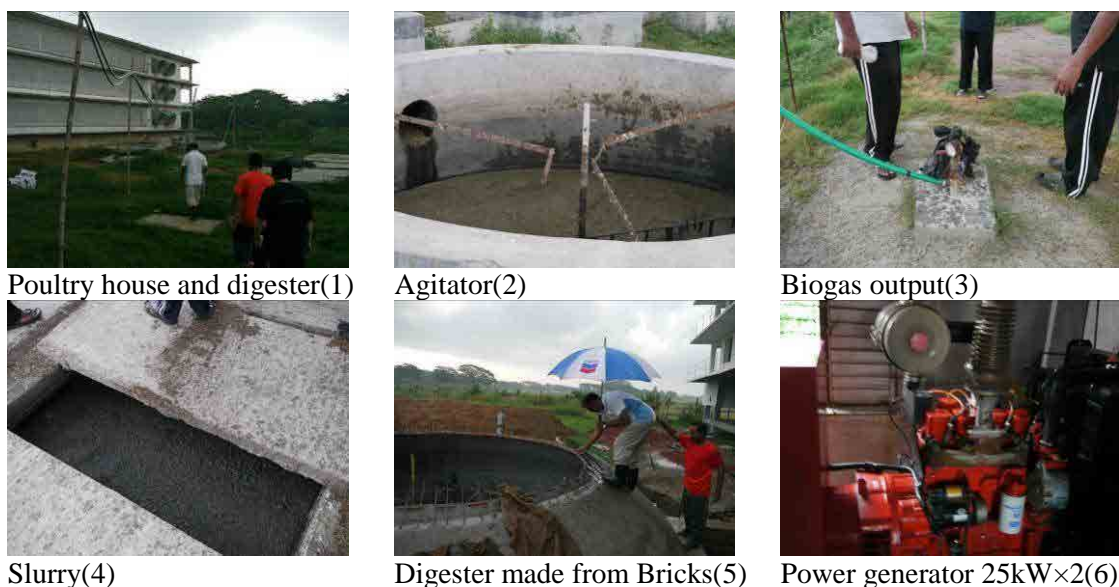 Poultry house and digester(1)
Agitator(2)
Biogas output(3)
Slurry(4)
Digester made from Bricks(5)
Power generator 25kW×2(6)